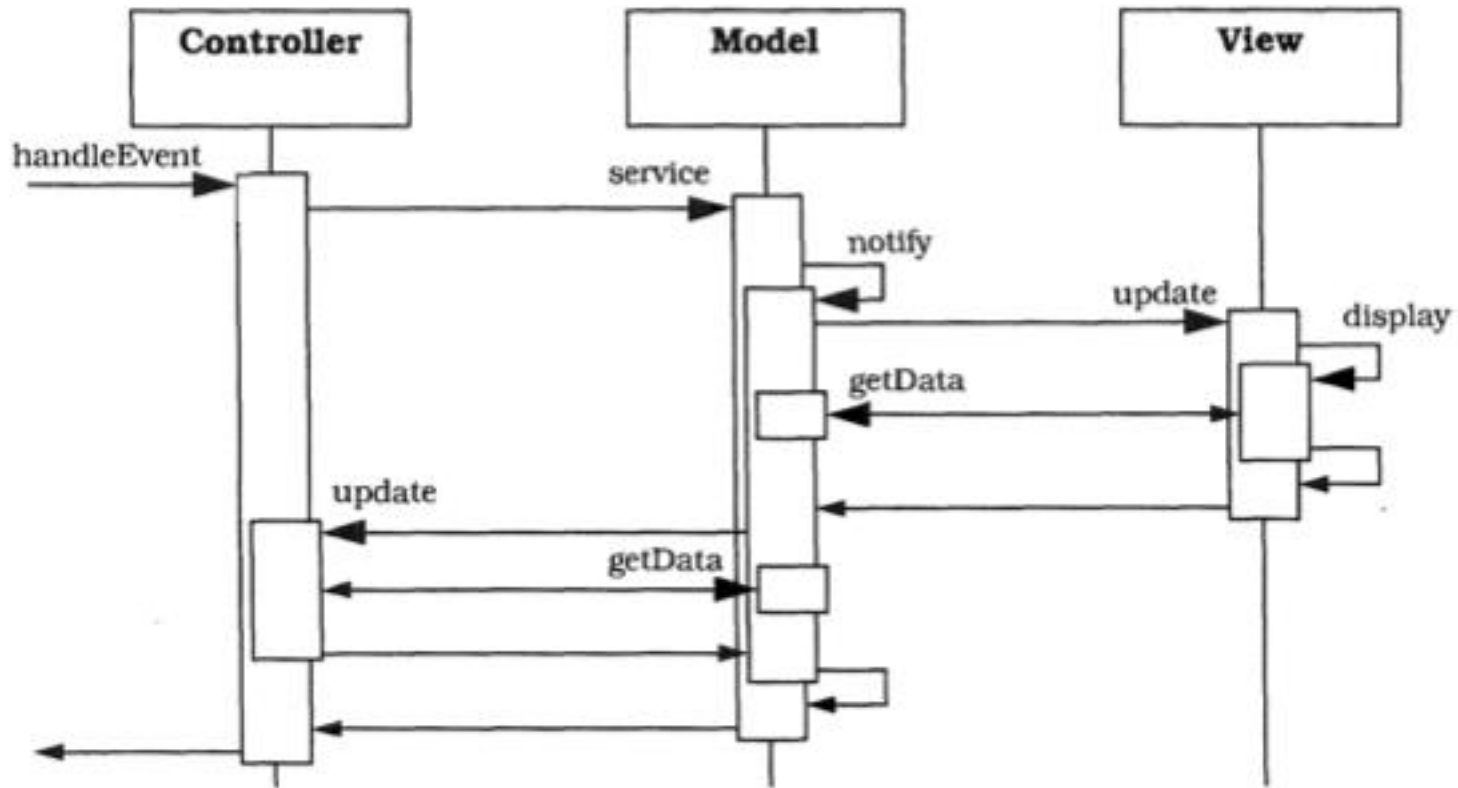 Controller
Model
View
handleEvent
service
notify
update
display
getData
update
getData